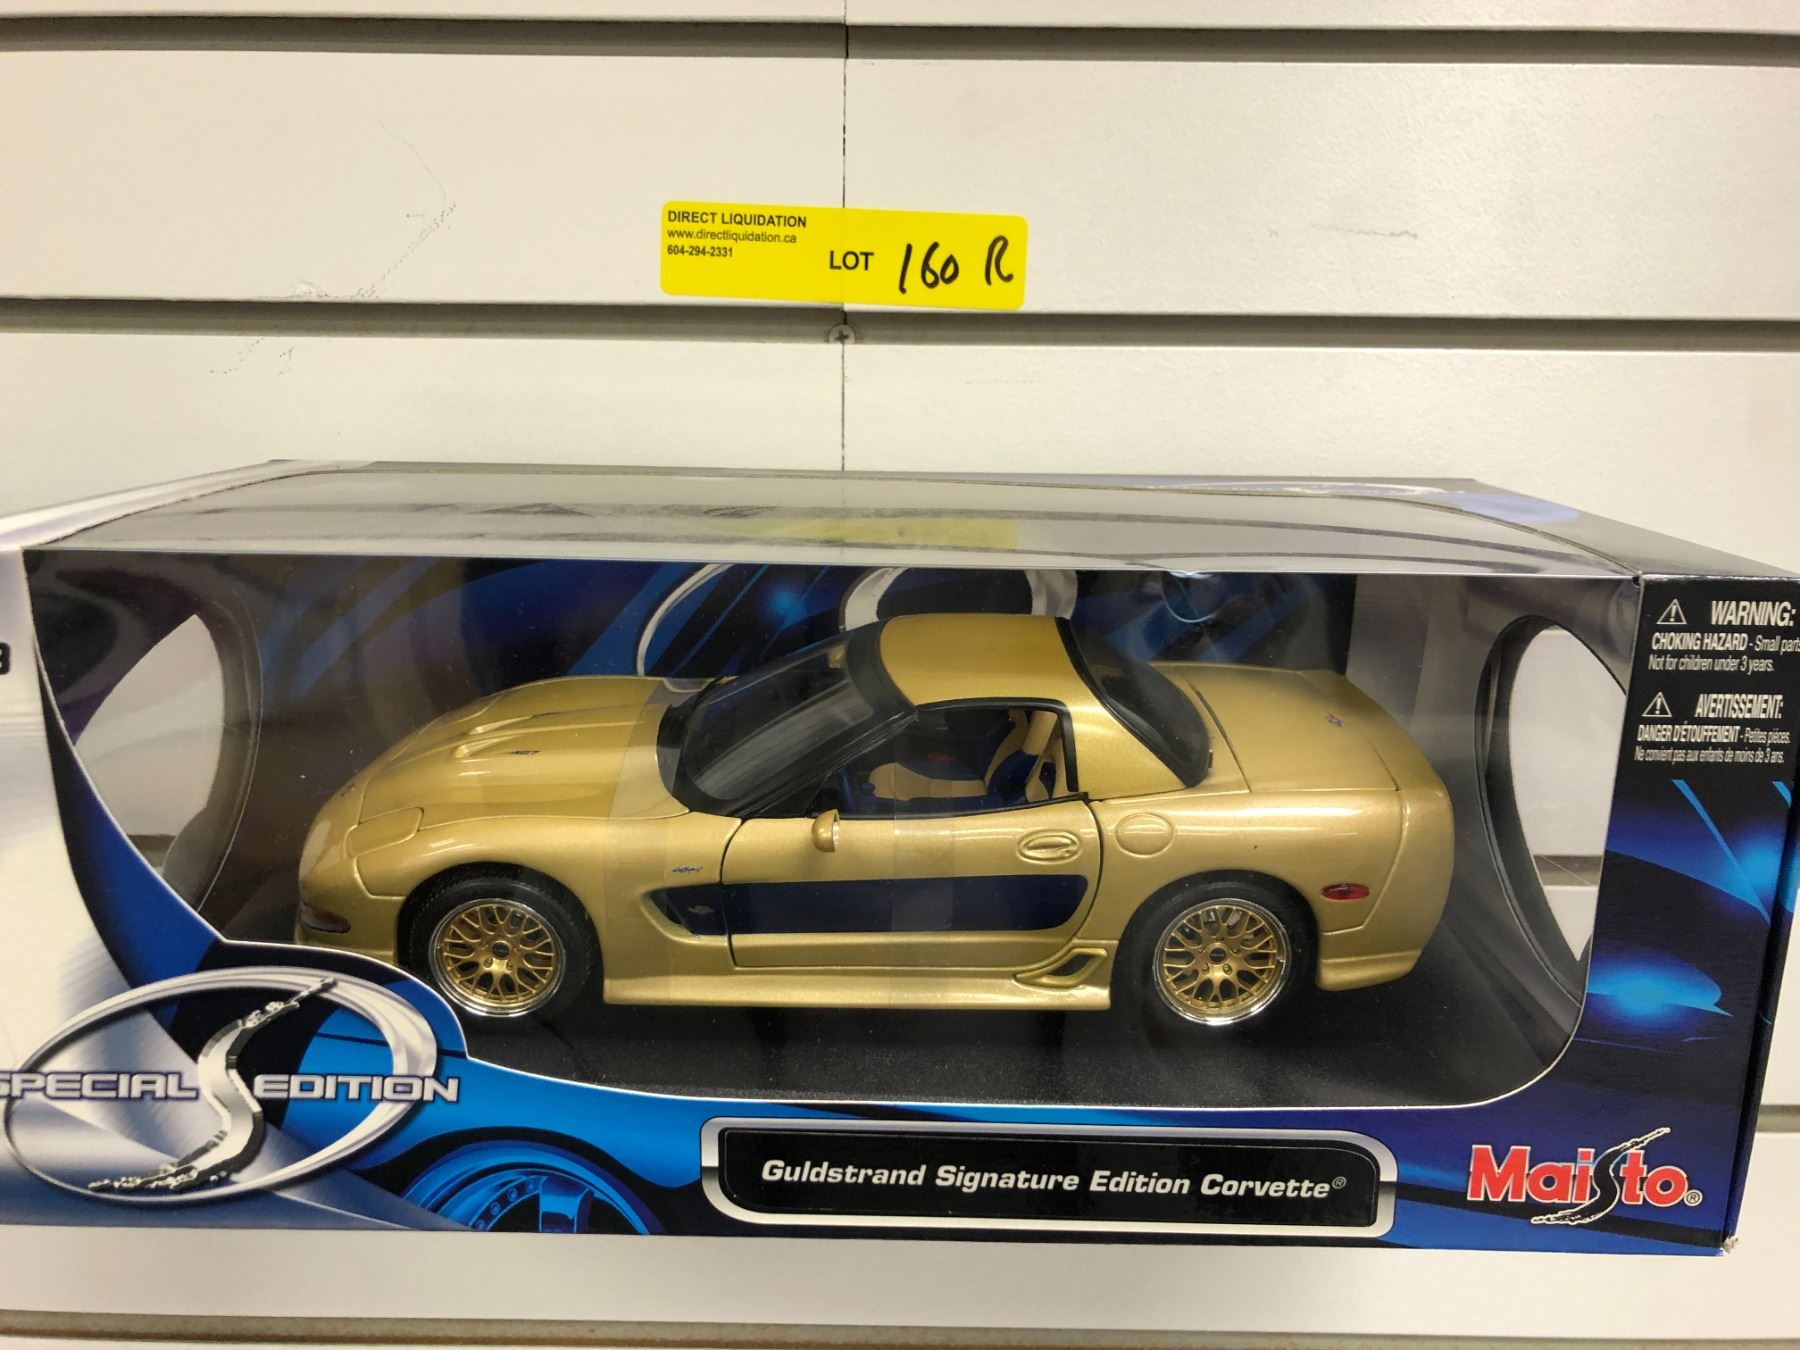 DIRECT LIQUIDATION
www.directliquidation.ca
604-294-2331
LOT 160 R
WARNING:
CHOKING HAZARD - Small parts
Not for children under 3 years.
AVERTISSEMENT:
DANGER D'ÉTOUFFEMENT - Petites pièces.
Ne convient pas aux enfants de moins de 3 ans.
SPECIAL EDITION
Guldstrand Signature Edition Corvette®
Maisto®